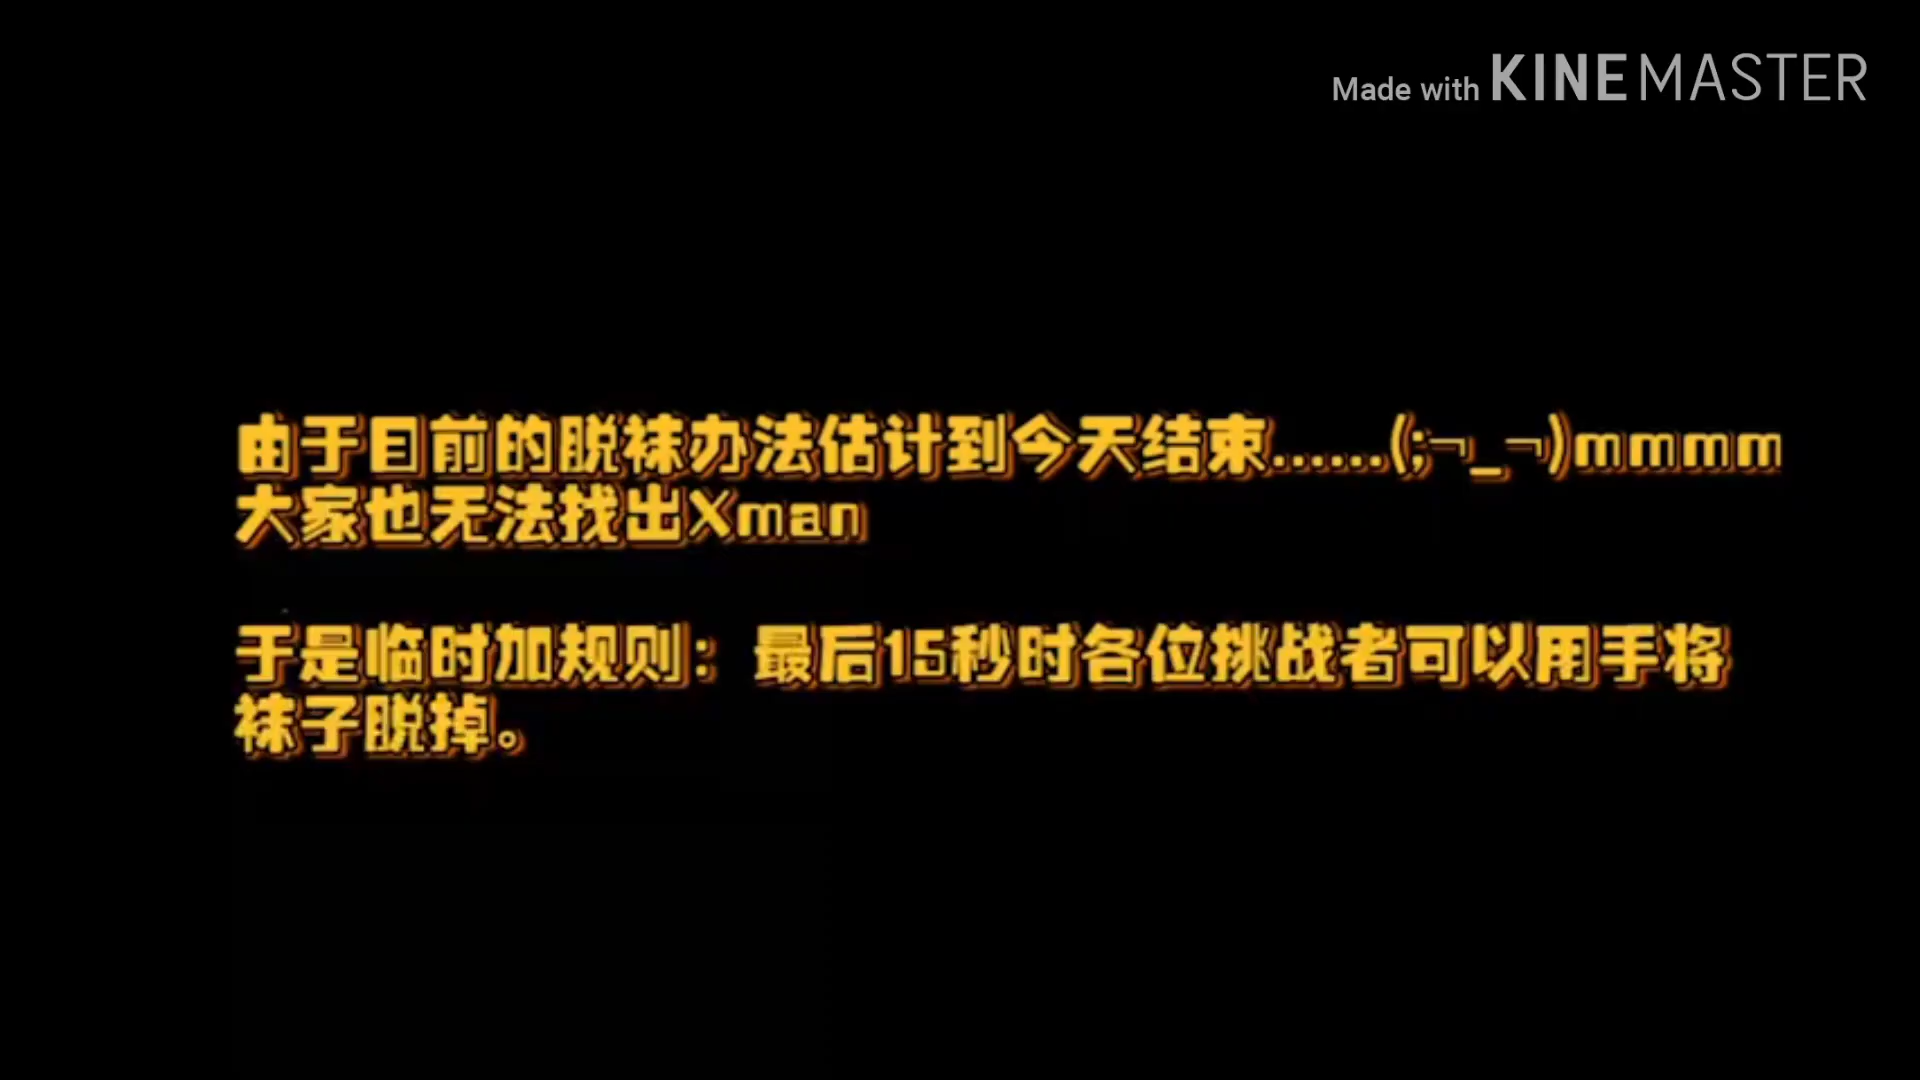 Made with KINEMASTER
由于目前的脱袜办法估计到今天结束......(;¬_¬)mmmm
大家也无法找出Xman
于是临时加规则：最后15秒时各位挑战者可以用手将
袜子脱掉。